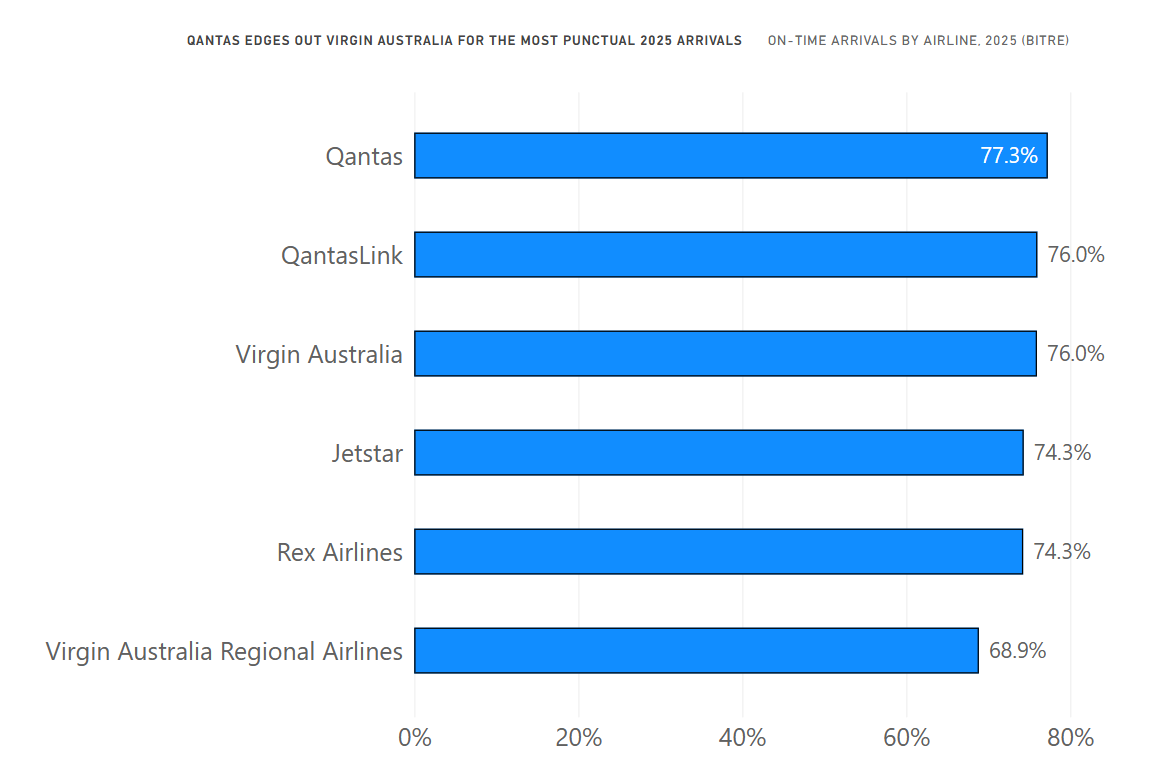 QANTAS EDGES OUT VIRGIN AUSTRALIA FOR THE MOST PUNCTUAL 2025 ARRIVALS ON-TIME ARRIVALS BY AIRLINE, 2025 (BITRE)
Qantas 77.3%
QantasLink 76.0%
Virgin Australia 76.0%
Jetstar 74.3%
Rex Airlines 74.3%
Virgin Australia Regional Airlines 68.9%
0% 20% 40% 60% 80%